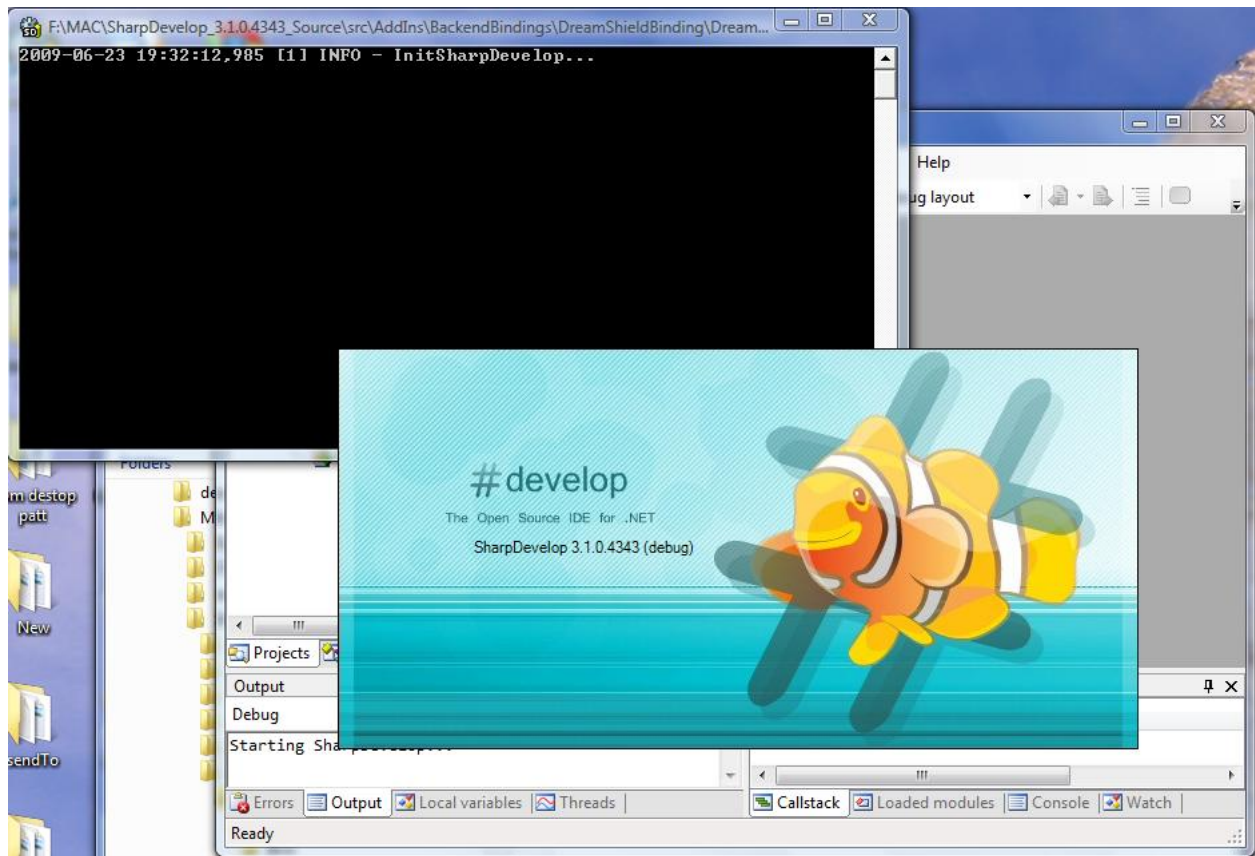 F:\MAC\SharpDevelop_3.1.0.4343_Source\src\AddIns\BackendBindings\DreamShieldBinding\Dream...
2009-06-23 19:32:12,985 [1] INFO - InitSharpDevelop...
Help
ug layout
Folders
m destop
patt
de
M
New
sendTo
#develop
The Open Source IDE for .NET
SharpDevelop 3.1.0.4343 (debug)
Projects
Output
Debug
Starting SharpDevelop...
Errors Output Local variables Threads
Callstack Loaded modules Console Watch
Ready